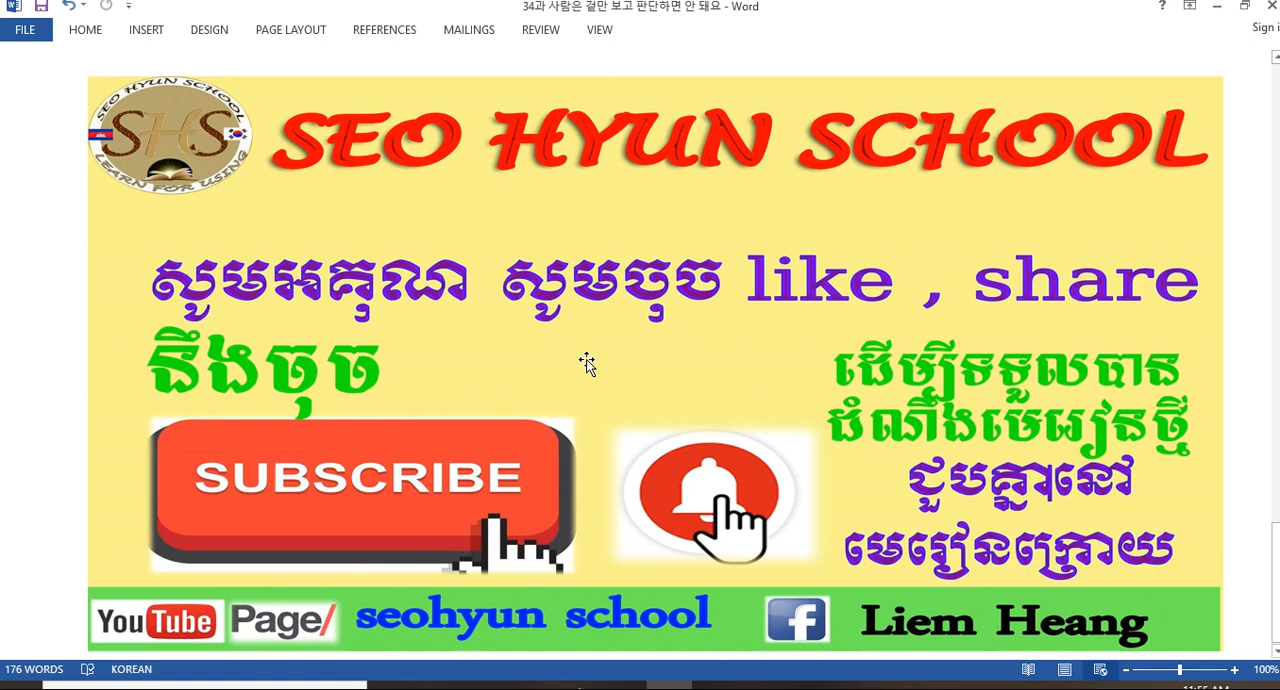 34과 사람은 겉만 보고 판단하면 안 돼요 - Word
FILE HOME INSERT DESIGN PAGE LAYOUT REFERENCES MAILINGS REVIEW VIEW
Sign i
SEO HYUN SCHOOL
SHS
LEARN FOR USING
SEO HYUN SCHOOL
សូមអគុណ សូមចុច like , share
នឹងចុច
ដើម្បីទទួលបាន
ដំណឹងមេរៀនថ្មី
SUBSCRIBE
ជួបគ្នានៅ
មេរៀនក្រោយ
YouTube Page/ seohyun school
f Liem Heang
176 WORDS KOREAN
100%